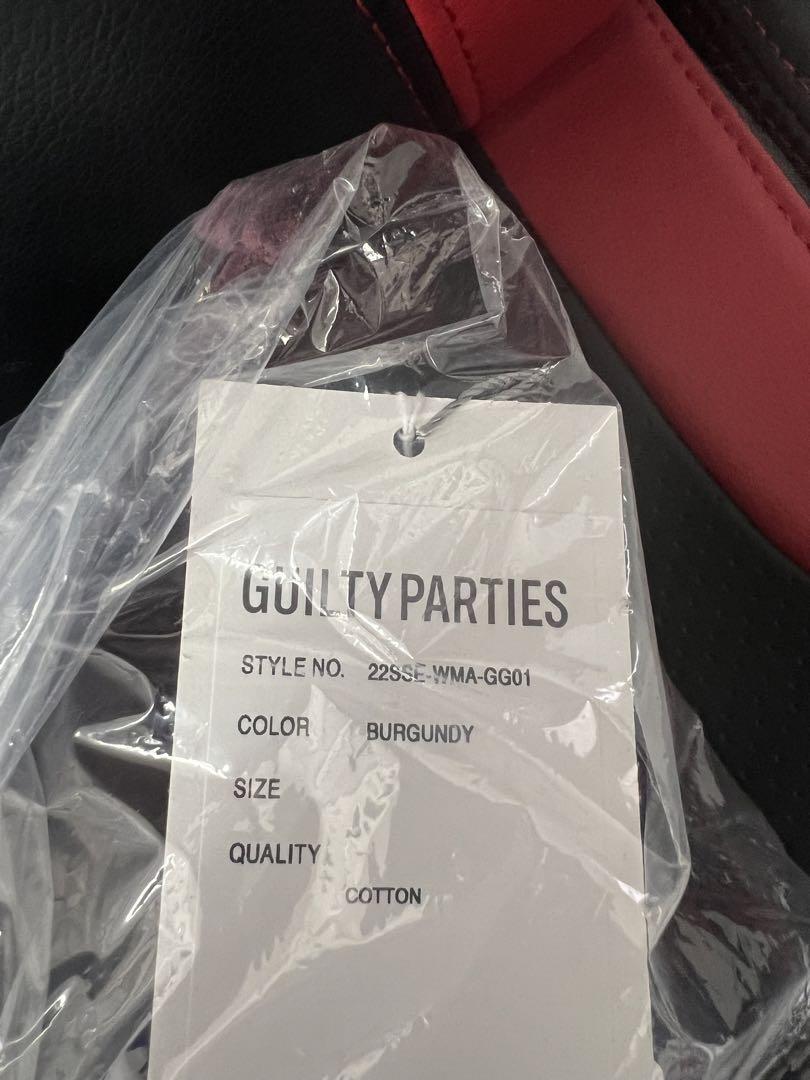 GUILTY PARTIES
STYLE NO. 22SSE-WMA-GG01
COLOR BURGUNDY
SIZE
QUALITY
COTTON